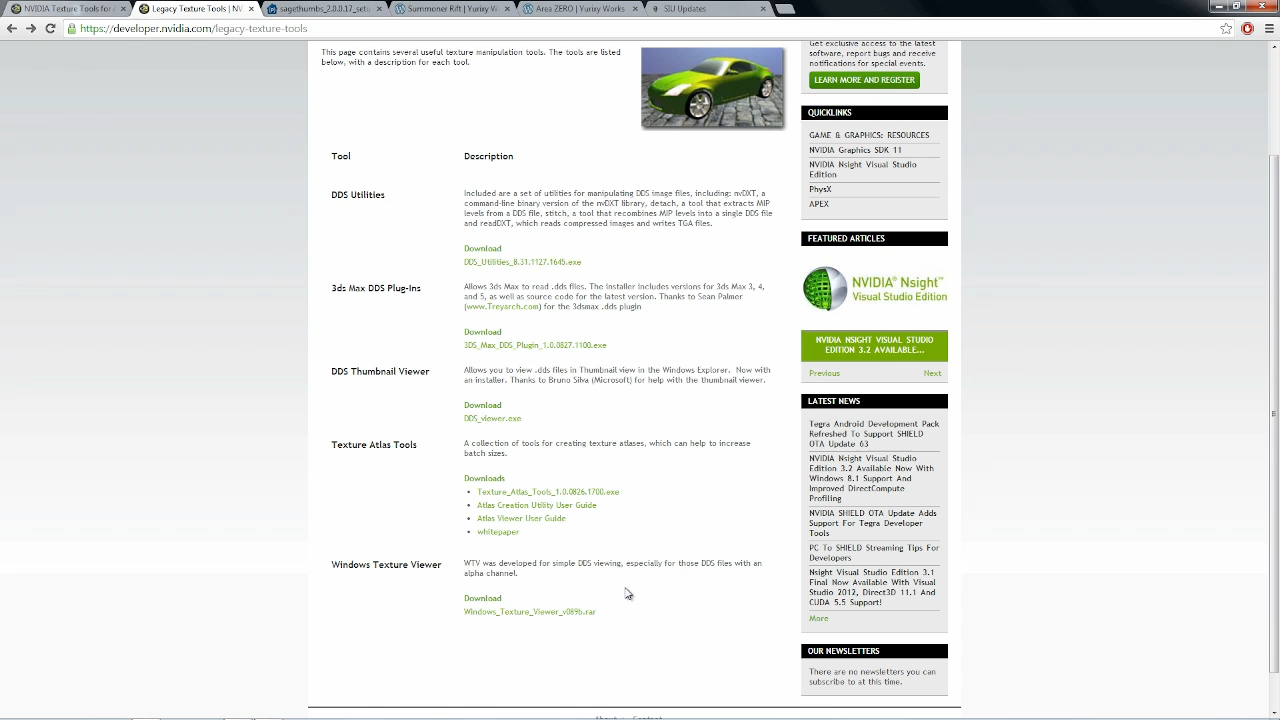 NVIDIA Texture Tools for
Legacy Texture Tools | NV
sagethumbs_2.0.0.17_setu
Summoner Rift | Yurixy Wo
Area ZERO | Yurixy Works
SIU Updates
https://developer.nvidia.com/legacy-texture-tools
This page contains several useful texture manipulation tools. The tools are listed
below, with a description for each tool.
Tool
Description
DDS Utilities
Included are a set of utilities for manipulating DDS image files, including: nvDXT, a
command-line binary version of the nvDXT library, detach, a tool that extracts MIP
levels from a DDS file, stitch, a tool that recombines MIP levels into a single DDS file
and readDXT, which reads compressed images and writes TGA files.
Download
DDS_Utilities_8.31.1127.1645.exe
3ds Max DDS Plug-Ins
Allows 3ds Max to read .dds files. The installer includes versions for 3ds Max 3, 4,
and 5, as well as source code for the latest version. Thanks to Sean Palmer
(www.Treyarch.com) for the 3dsmax .dds plugin
Download
3DS_Max_DDS_Plugin_1.0.0827.1100.exe
DDS Thumbnail Viewer
Allows you to view .dds files in Thumbnail view in the Windows Explorer. Now with
an installer. Thanks to Bruno Silva (Microsoft) for help with the thumbnail viewer.
Download
DDS_viewer.exe
Texture Atlas Tools
A collection of tools for creating texture atlases, which can help to increase
batch sizes.
Downloads
Texture_Atlas_Tools_1.0.0826.1700.exe
Atlas Creation Utility User Guide
Atlas Viewer User Guide
whitepaper
Windows Texture Viewer
WTV was developed for simple DDS viewing, especially for those DDS files with an
alpha channel.
Download
Windows_Texture_Viewer_v089b.rar
Get exclusive access to the latest
software, report bugs and receive
notifications for special events.
LEARN MORE AND REGISTER
QUICKLINKS
GAME & GRAPHICS: RESOURCES
NVIDIA Graphics SDK 11
NVIDIA Nsight Visual Studio
Edition
PhysX
APEX
FEATURED ARTICLES
NVIDIA® Nsight™
Visual Studio Edition
NVIDIA NSIGHT VISUAL STUDIO
EDITION 3.2 AVAILABLE...
Previous
Next
LATEST NEWS
Tegra Android Development Pack
Refreshed To Support SHIELD
OTA Update 63
NVIDIA Nsight Visual Studio
Edition 3.2 Available Now With
Windows 8.1 Support And
Improved DirectCompute
Profiling
NVIDIA SHIELD OTA Update Adds
Support For Tegra Developer
Tools
PC To SHIELD Streaming Tips For
Developers
Nsight Visual Studio Edition 3.1
Final Now Available With Visual
Studio 2012, Direct3D 11.1 And
CUDA 5.5 Support!
More
OUR NEWSLETTERS
There are no newsletters you can
subscribe to at this time.